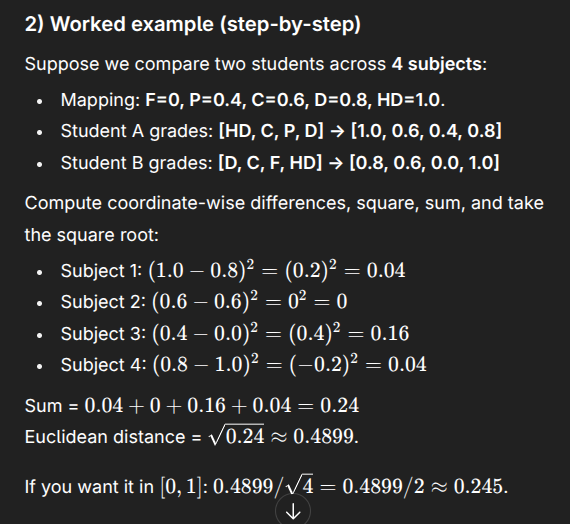 2) Worked example (step-by-step)
Suppose we compare two students across 4 subjects:
• Mapping: F=0, P=0.4, C=0.6, D=0.8, HD=1.0.
• Student A grades: [HD, C, P, D] → [1.0, 0.6, 0.4, 0.8]
• Student B grades: [D, C, F, HD] → [0.8, 0.6, 0.0, 1.0]
Compute coordinate-wise differences, square, sum, and take
the square root:
• Subject 1: (1.0 − 0.8)² = (0.2)² = 0.04
• Subject 2: (0.6 − 0.6)² = 0² = 0
• Subject 3: (0.4 − 0.0)² = (0.4)² = 0.16
• Subject 4: (0.8 − 1.0)² = (−0.2)² = 0.04
Sum = 0.04 + 0 + 0.16 + 0.04 = 0.24
Euclidean distance = √0.24 ≈ 0.4899.
If you want it in [0, 1]: 0.4899/√4 = 0.4899/2 ≈ 0.245.